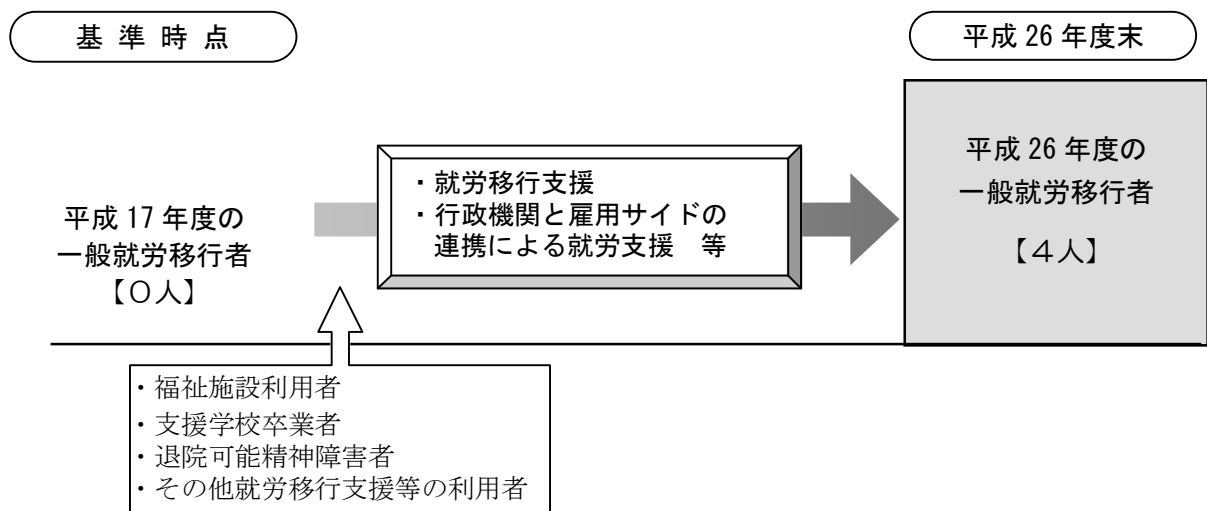 基 準 時 点
平成 26 年度末
平成 17 年度の
一般就労移行者
【０人】
・就労移行支援
・行政機関と雇用サイドの
連携による就労支援　等
平成 26 年度の
一般就労移行者
【４人】
・福祉施設利用者
・支援学校卒業者
・退院可能精神障害者
・その他就労移行支援等の利用者